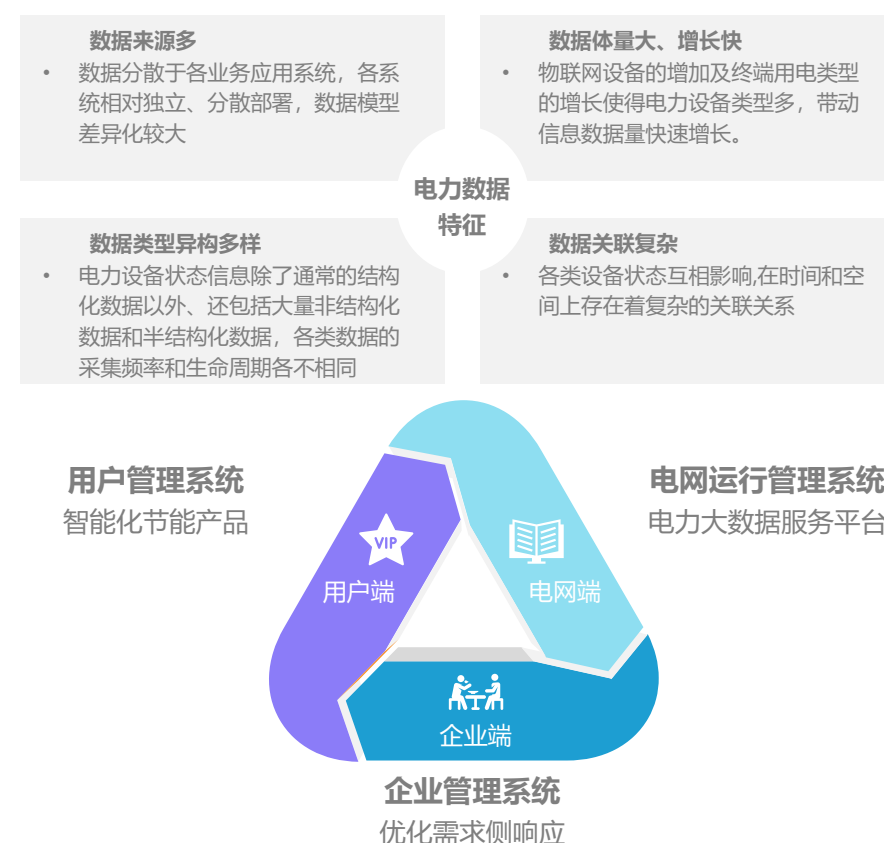 数据来源多
• 数据分散于各业务应用系统，各系
统相对独立、分散部署，数据模型
差异化较大
数据体量大、增长快
• 物联网设备的增加及终端用电类型
的增长使得电力设备类型多，带动
信息数据量快速增长。
电力数据
特征
数据类型异构多样
• 电力设备状态信息除了通常的结构
化数据以外、还包括大量非结构化
数据和半结构化数据，各类数据的
采集频率和生命周期各不相同
数据关联复杂
• 各类设备状态互相影响,在时间和空
间上存在着复杂的关联关系
用户管理系统
智能化节能产品
电网运行管理系统
电力大数据服务平台
VIP
用户端
电网端
企业端
企业管理系统
优化需求侧响应